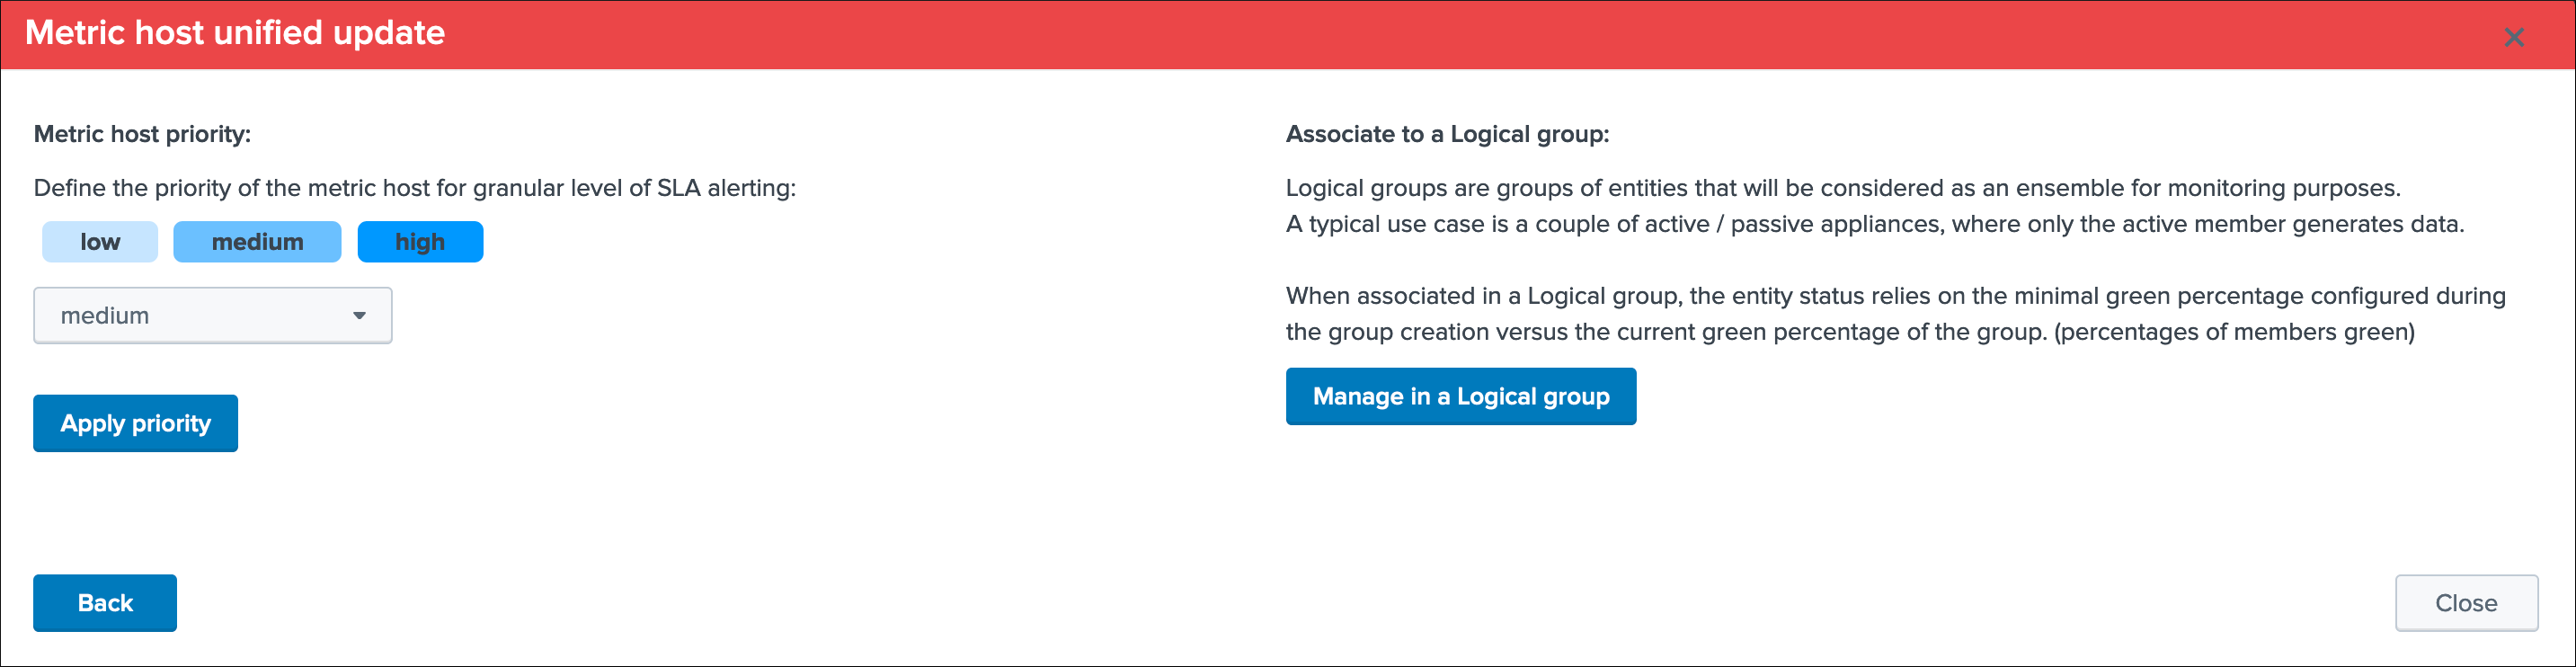 Metric host unified update
Metric host priority:
Define the priority of the metric host for granular level of SLA alerting:
low medium high
medium
Apply priority
Associate to a Logical group:
Logical groups are groups of entities that will be considered as an ensemble for monitoring purposes.
A typical use case is a couple of active / passive appliances, where only the active member generates data.
When associated in a Logical group, the entity status relies on the minimal green percentage configured during
the group creation versus the current green percentage of the group. (percentages of members green)
Manage in a Logical group
Back
Close